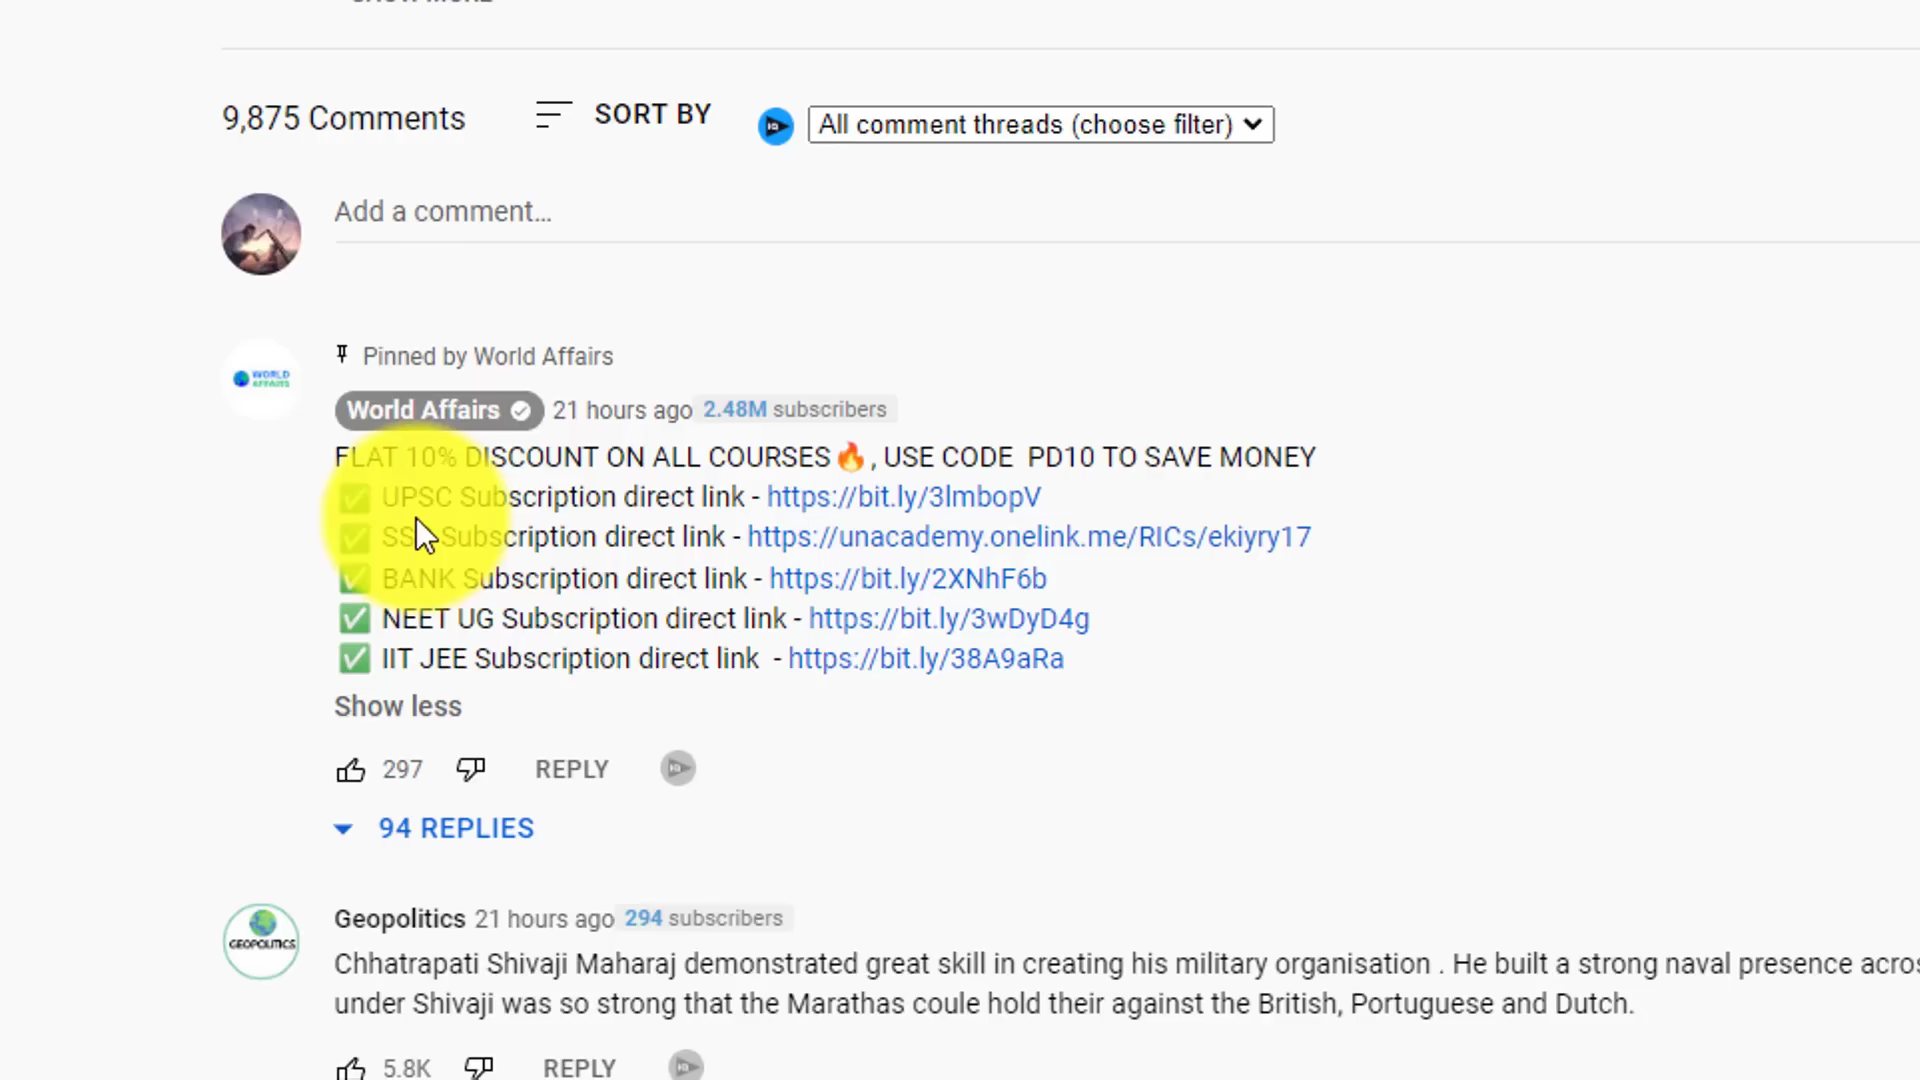 9,875 Comments SORT BY All comment threads (choose filter)
Add a comment...
Pinned by World Affairs
WORLD AFFAIRS
World Affairs 21 hours ago 2.48M subscribers
FLAT 10% DISCOUNT ON ALL COURSES🔥, USE CODE PD10 TO SAVE MONEY
✅ UPSC Subscription direct link - https://bit.ly/3lmbopV
✅ Subscription direct link - https://unacademy.onelink.me/RICs/ekiyry17
✅ BANK Subscription direct link - https://bit.ly/2XNhF6b
✅ NEET UG Subscription direct link - https://bit.ly/3wDyD4g
✅ IIT JEE Subscription direct link - https://bit.ly/38A9aRa
Show less
297 REPLY
94 REPLIES
Geopolitics 21 hours ago 294 subscribers
GEOPOLITICS
Chhatrapati Shivaji Maharaj demonstrated great skill in creating his military organisation . He built a strong naval presence
under Shivaji was so strong that the Marathas coule hold their against the British, Portuguese and Dutch.
5.8K REPLY